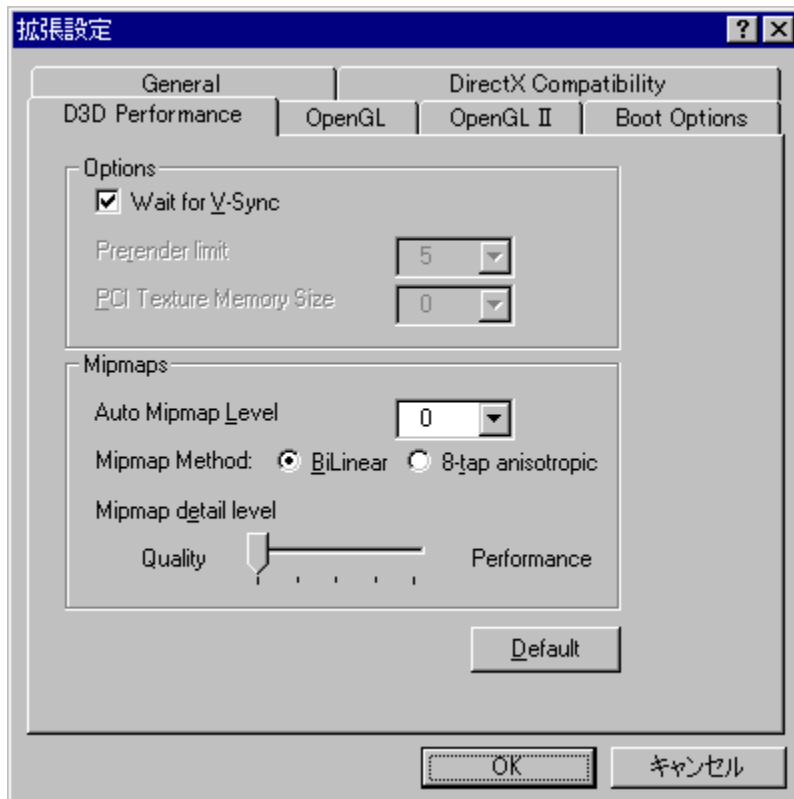 拡張設定
General DirectX Compatibility
D3D Performance OpenGL OpenGL II Boot Options
Options
Wait for V-Sync
Prerender limit 5
PCI Texture Memory Size 0
Mipmaps
Auto Mipmap Level 0
Mipmap Method: BiLinear 8-tap anisotropic
Mipmap detail level
Quality Performance
Default
OK キャンセル